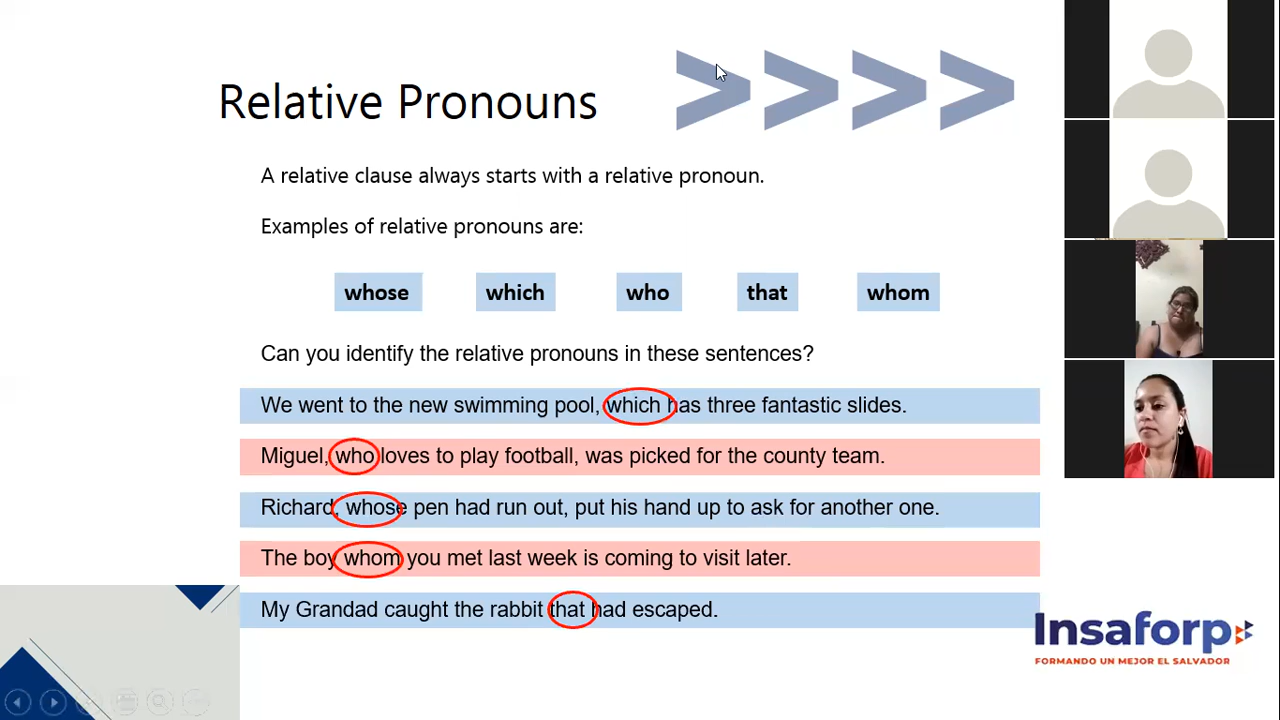 Relative Pronouns
A relative clause always starts with a relative pronoun.
Examples of relative pronouns are:
whose which who that whom
Can you identify the relative pronouns in these sentences?
We went to the new swimming pool, which has three fantastic slides.
Miguel, who loves to play football, was picked for the county team.
Richard, whose pen had run out, put his hand up to ask for another one.
The boy whom you met last week is coming to visit later.
My Grandad caught the rabbit that had escaped.
Insaforp
FORMANDO UN MEJOR EL SALVADOR